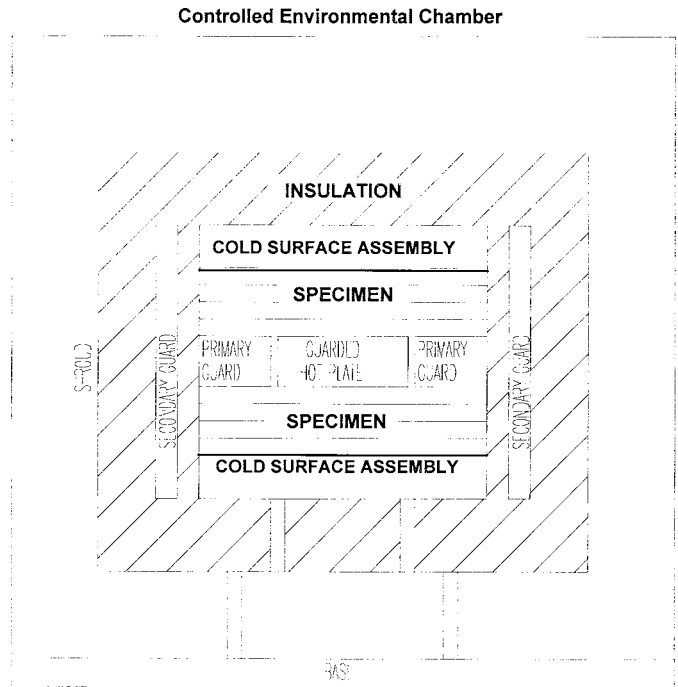 Controlled Environmental Chamber
INSULATION
COLD SURFACE ASSEMBLY
SPECIMEN
SHROUD
SECONDARY GUARD
PRIMARY
GUARD
GUARDED
HOT PLATE
PRIMARY
GUARD
SECONDARY GUARD
SPECIMEN
COLD SURFACE ASSEMBLY
BASE